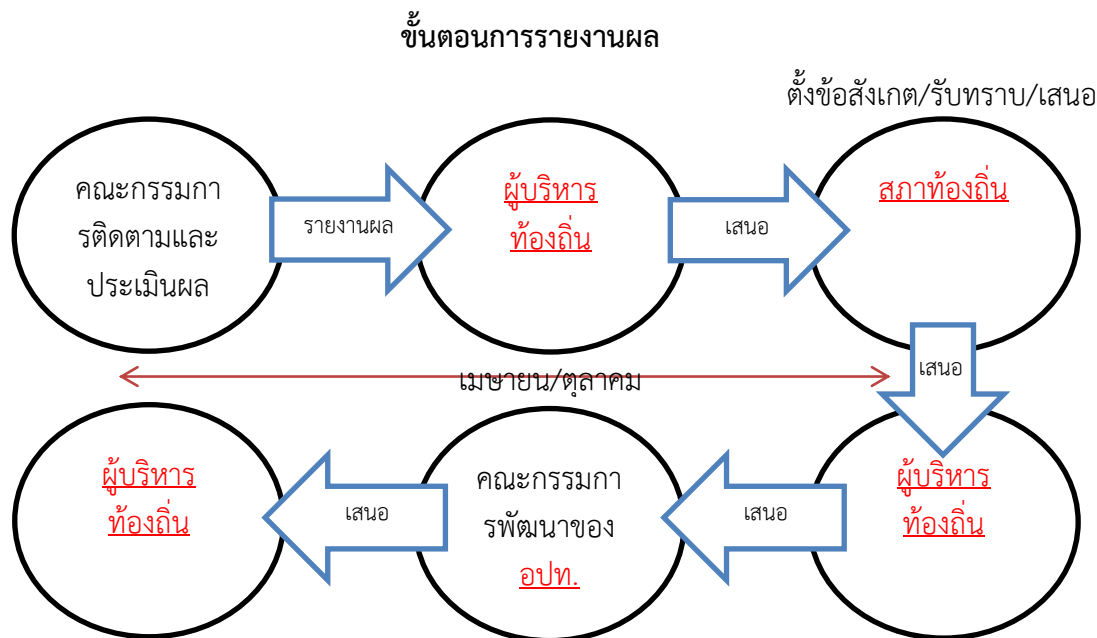 ขั้นตอนการรายงานผล
ตั้งข้อสังเกต/รับทราบ/เสนอ
คณะกรรมกา
รติดตามและ
ประเมินผล
รายงานผล
ผู้บริหาร
ท้องถิ่น
เสนอ
สภาท้องถิ่น
เสนอ
เมษายน/ตุลาคม
ผู้บริหาร
ท้องถิ่น
เสนอ
คณะกรรมกา
รพัฒนาของ
อปท.
เสนอ
ผู้บริหาร
ท้องถิ่น